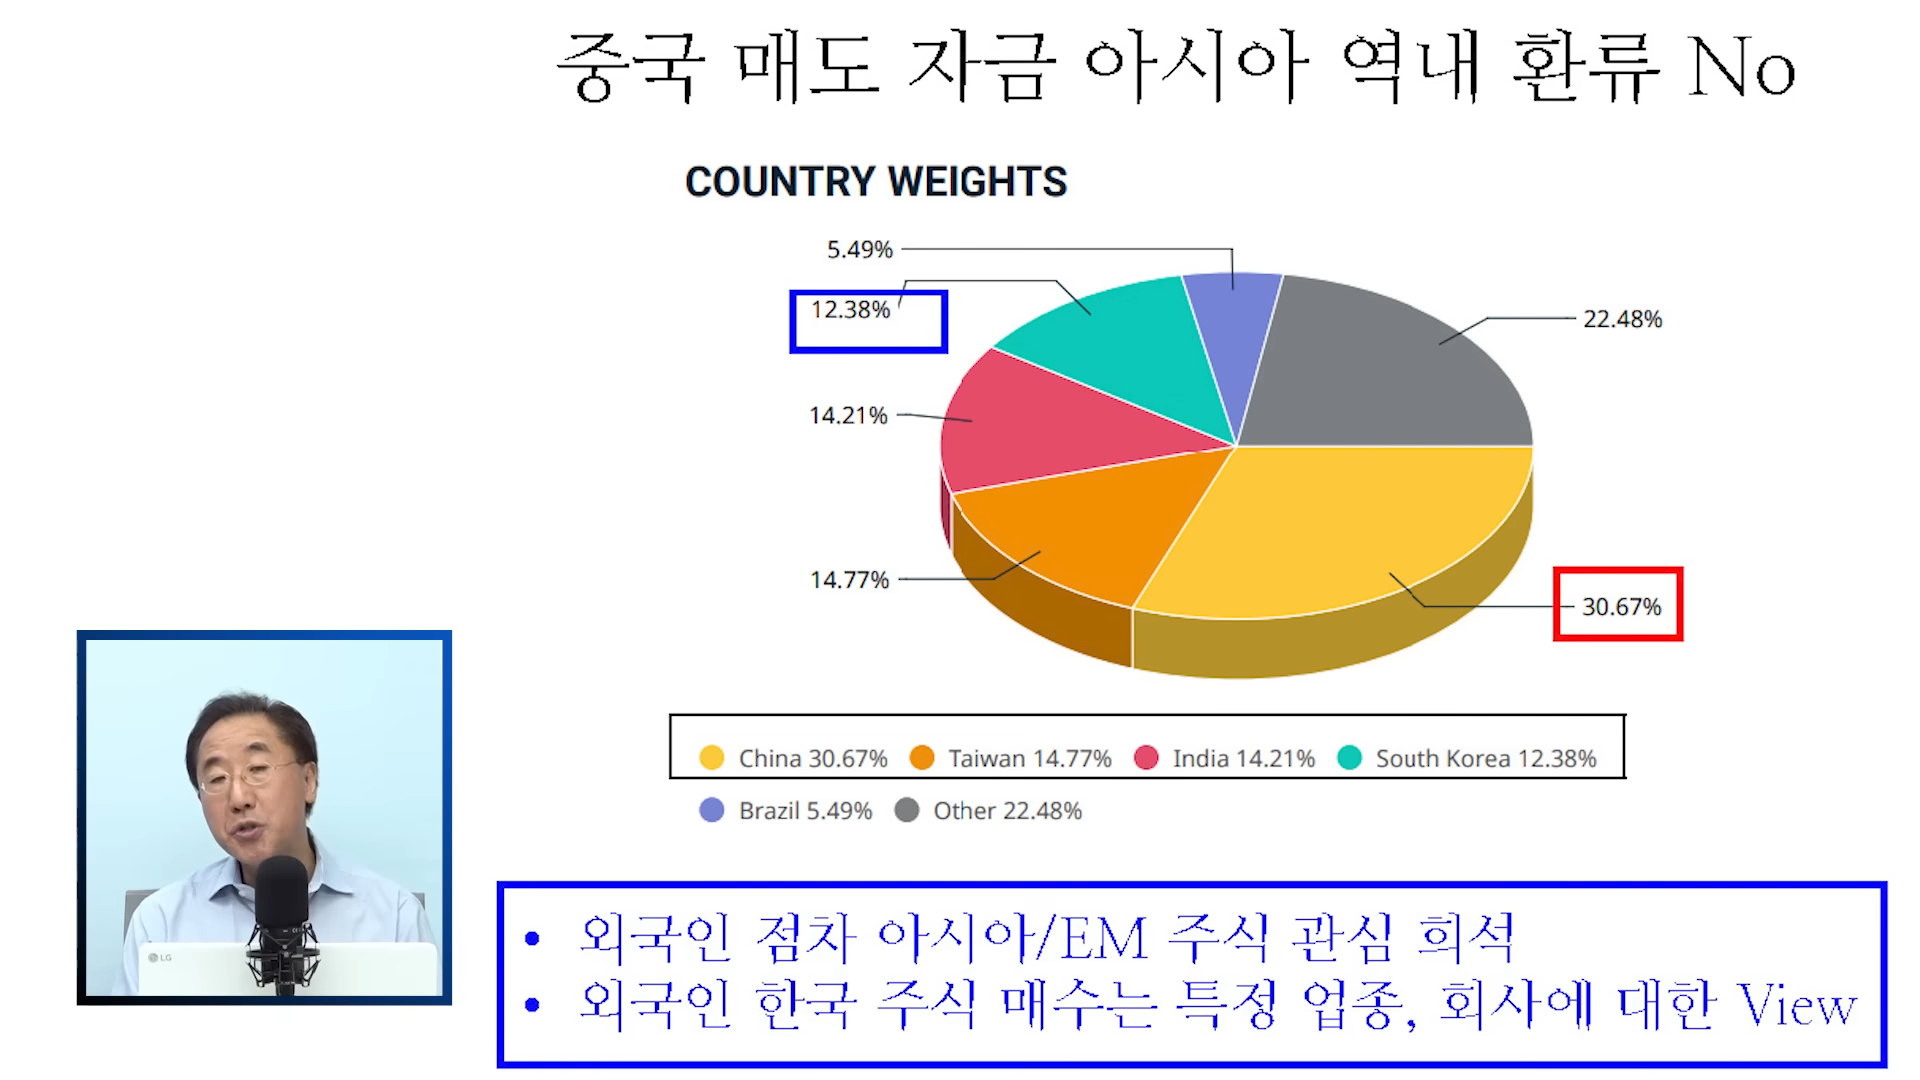 중국 매도 자금 아시아 역내 환류 No
COUNTRY WEIGHTS
5.49%
12.38%
22.48%
14.21%
14.77%
30.67%
China 30.67% Taiwan 14.77% India 14.21% South Korea 12.38%
Brazil 5.49% Other 22.48%
LG
• 외국인 점차 아시아/EM 주식 관심 희석
• 외국인 한국 주식 매수는 특정 업종, 회사에 대한 View